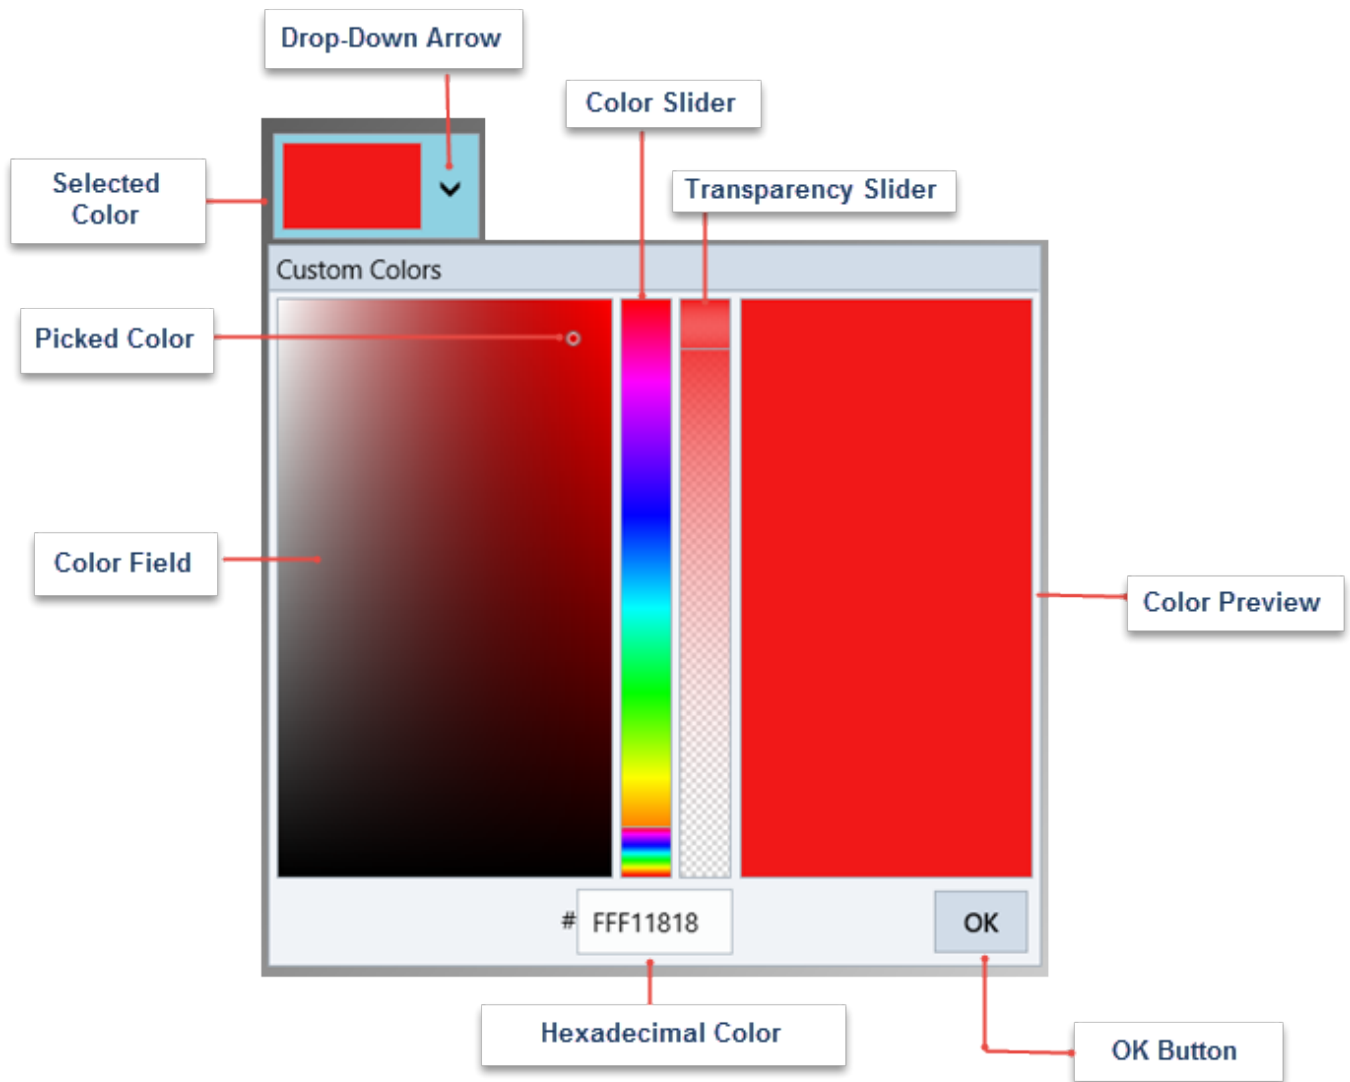 Drop-Down Arrow
Color Slider
Selected
Color
Transparency Slider
Custom Colors
Picked Color
Color Field
Color Preview
# FFF11818
OK
Hexadecimal Color
OK Button